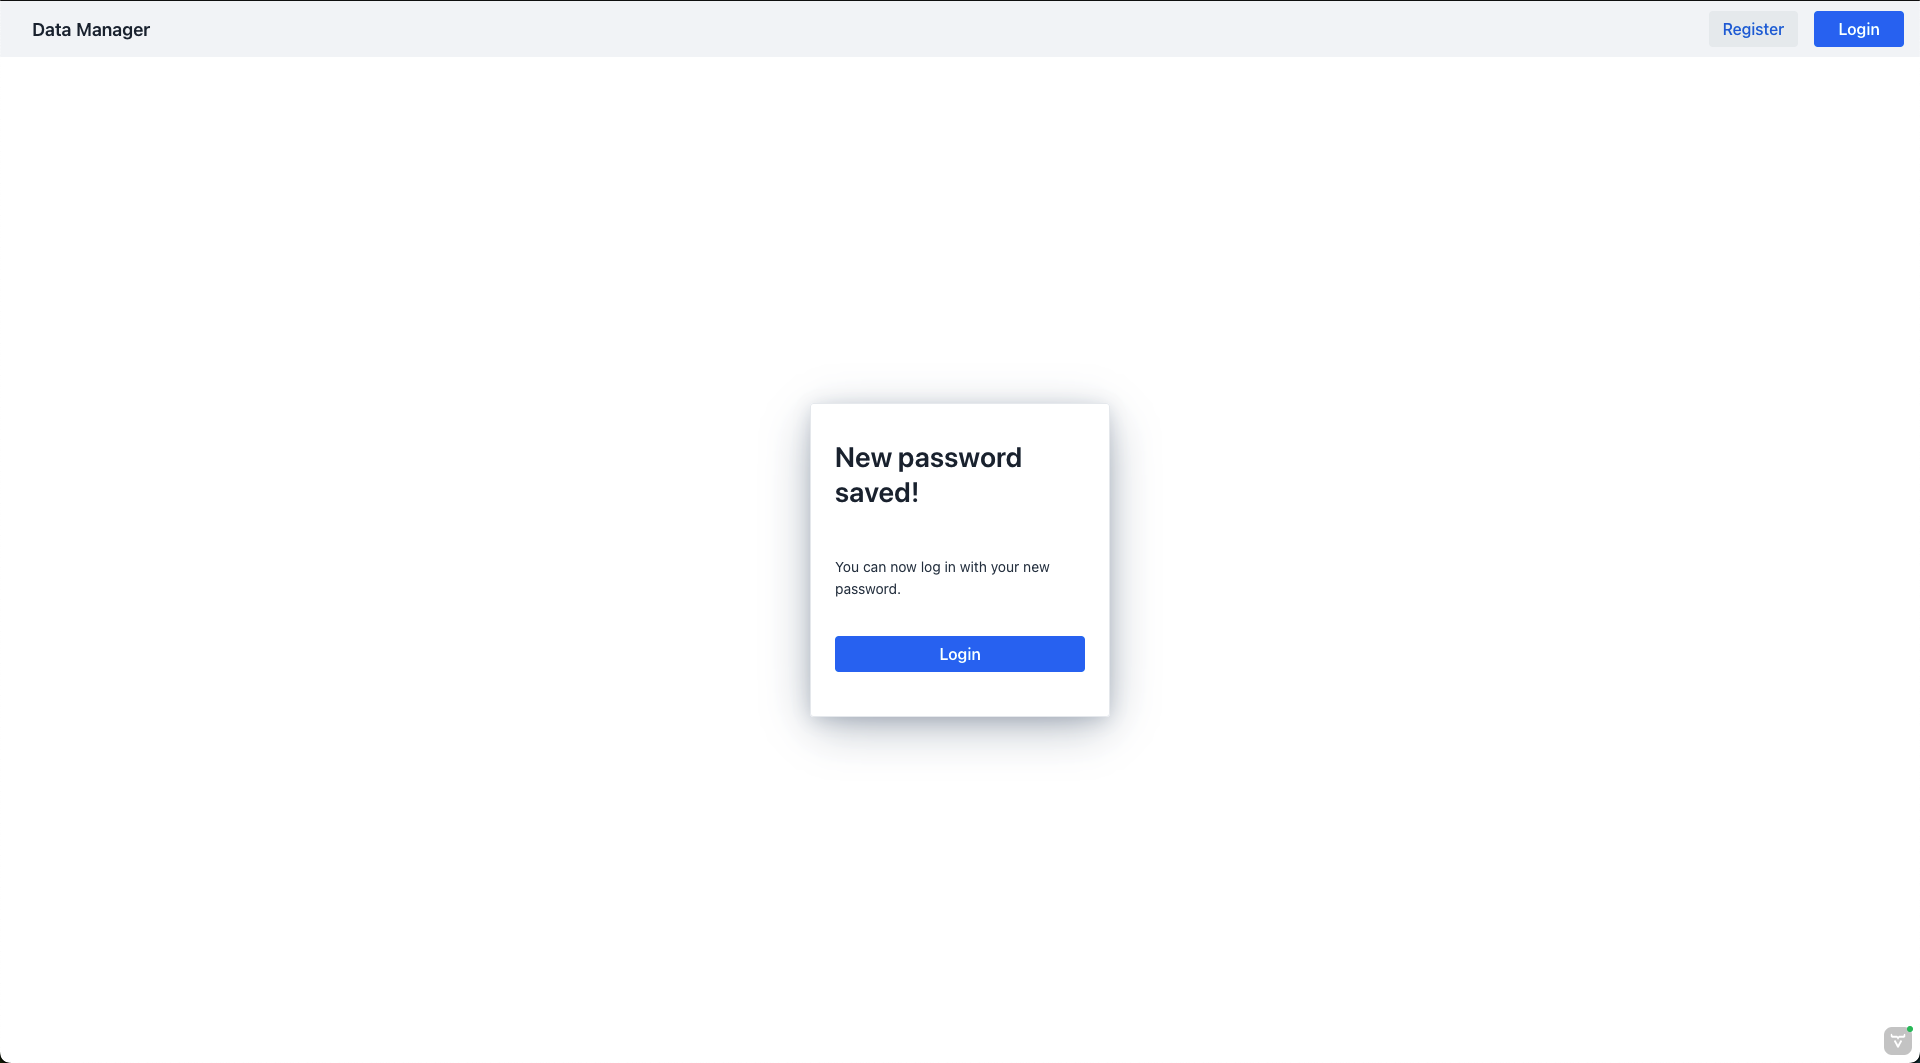 Data Manager
Register
Login
New password
saved!
You can now log in with your new
password.
Login